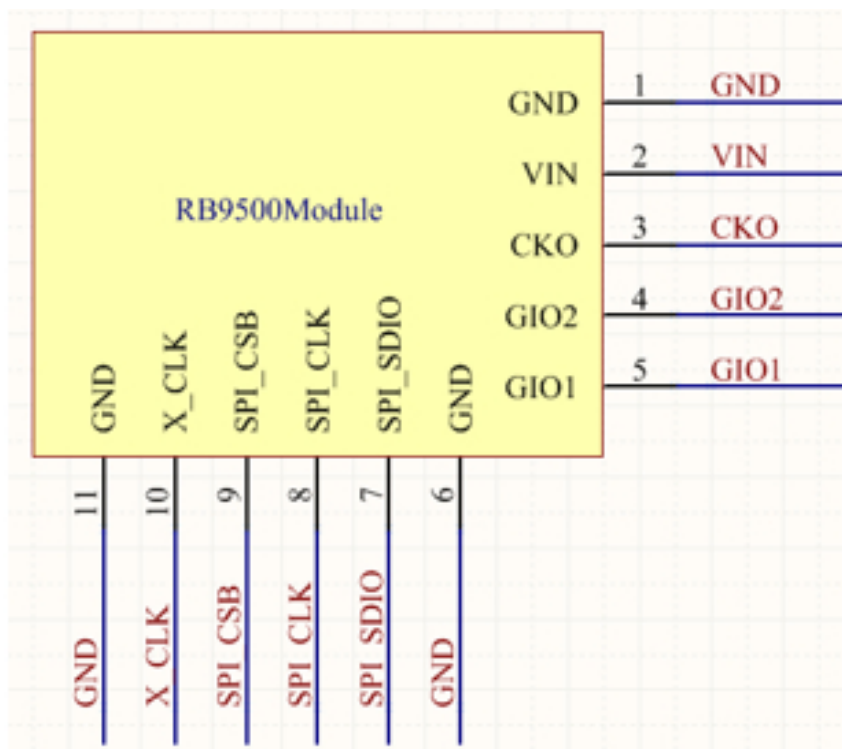 GND 1 GND
VIN 2 VIN
RB9500Module
CKO 3 CKO
GIO2 4 GIO2
GIO1 5 GIO1
GND X_CLK SPI_CSB SPI_CLK SPI_SDIO GND
11 10 9 8 7 6
GND X_CLK SPI_CSB SPI_CLK SPI_SDIO GND